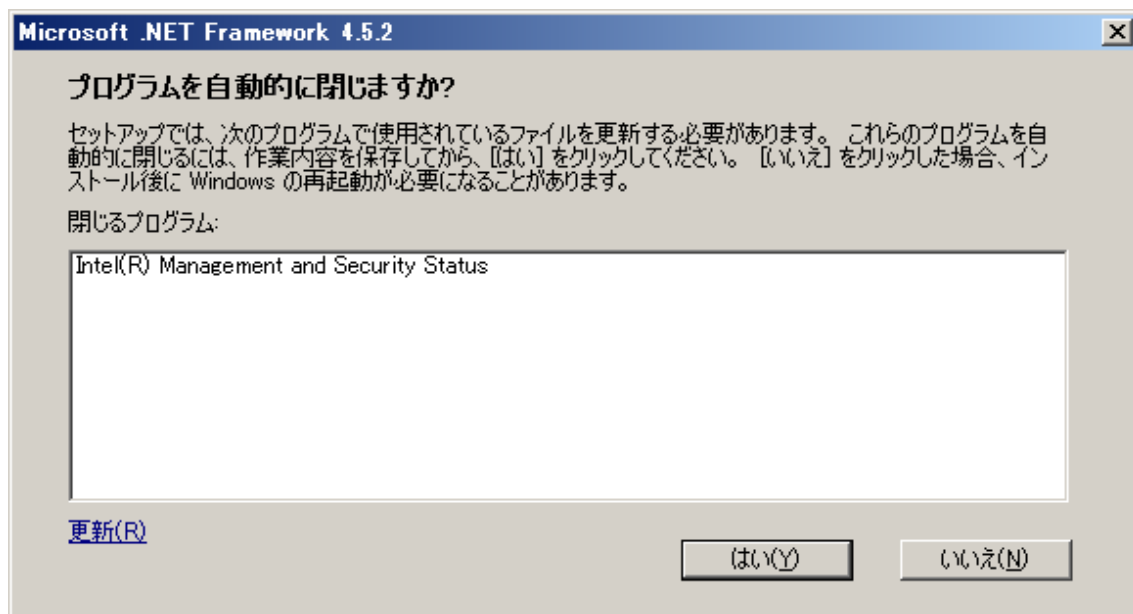 Microsoft .NET Framework 4.5.2
プログラムを自動的に閉じますか?
セットアップでは、次のプログラムで使用されているファイルを更新する必要があります。 これらのプログラムを自
動的に閉じるには、作業内容を保存してから、[はい] をクリックしてください。 [いいえ] をクリックした場合、イン
ストール後に Windows の再起動が必要になることがあります。
閉じるプログラム:
Intel(R) Management and Security Status
更新(R)
はい(Y)
いいえ(N)